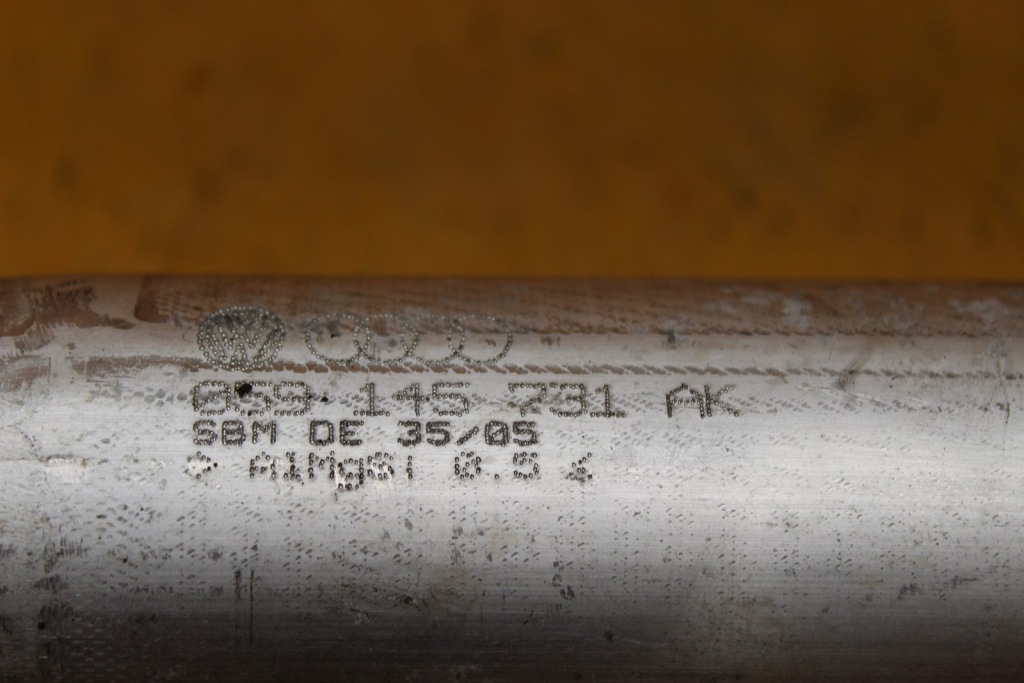 059 145 731 AK
SBM DE 35/05
> AlMgSi 0.5 <